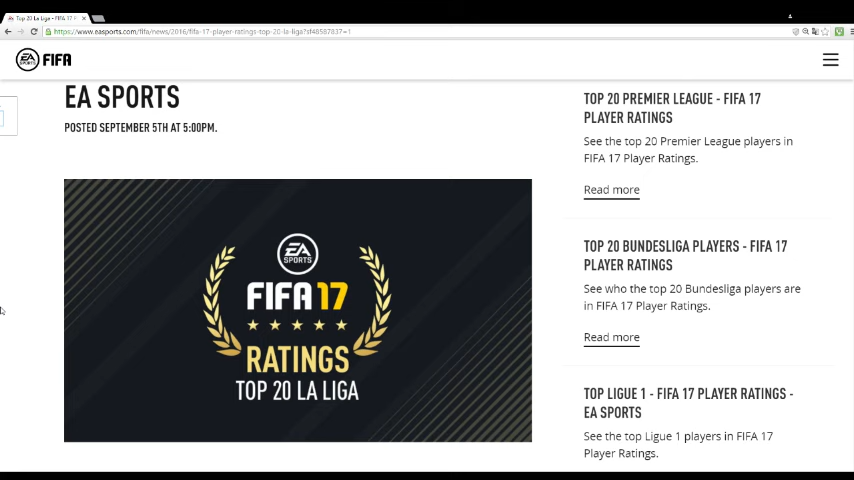 Top 20 La Liga - FIFA 17 F
https://www.easports.com/fifa/news/2016/fifa-17-player-ratings-top-20-la-liga?sf48587837=1
EA SPORTS FIFA
EA SPORTS
POSTED SEPTEMBER 5TH AT 5:00PM.
EA
SPORTS
FIFA 17
RATINGS
TOP 20 LA LIGA
TOP 20 PREMIER LEAGUE - FIFA 17
PLAYER RATINGS
See the top 20 Premier League players in
FIFA 17 Player Ratings.
Read more
TOP 20 BUNDESLIGA PLAYERS - FIFA 17
PLAYER RATINGS
See who the top 20 Bundesliga players are
in FIFA 17 Player Ratings.
Read more
TOP LIGUE 1 - FIFA 17 PLAYER RATINGS -
EA SPORTS
See the top Ligue 1 players in FIFA 17
Player Ratings.